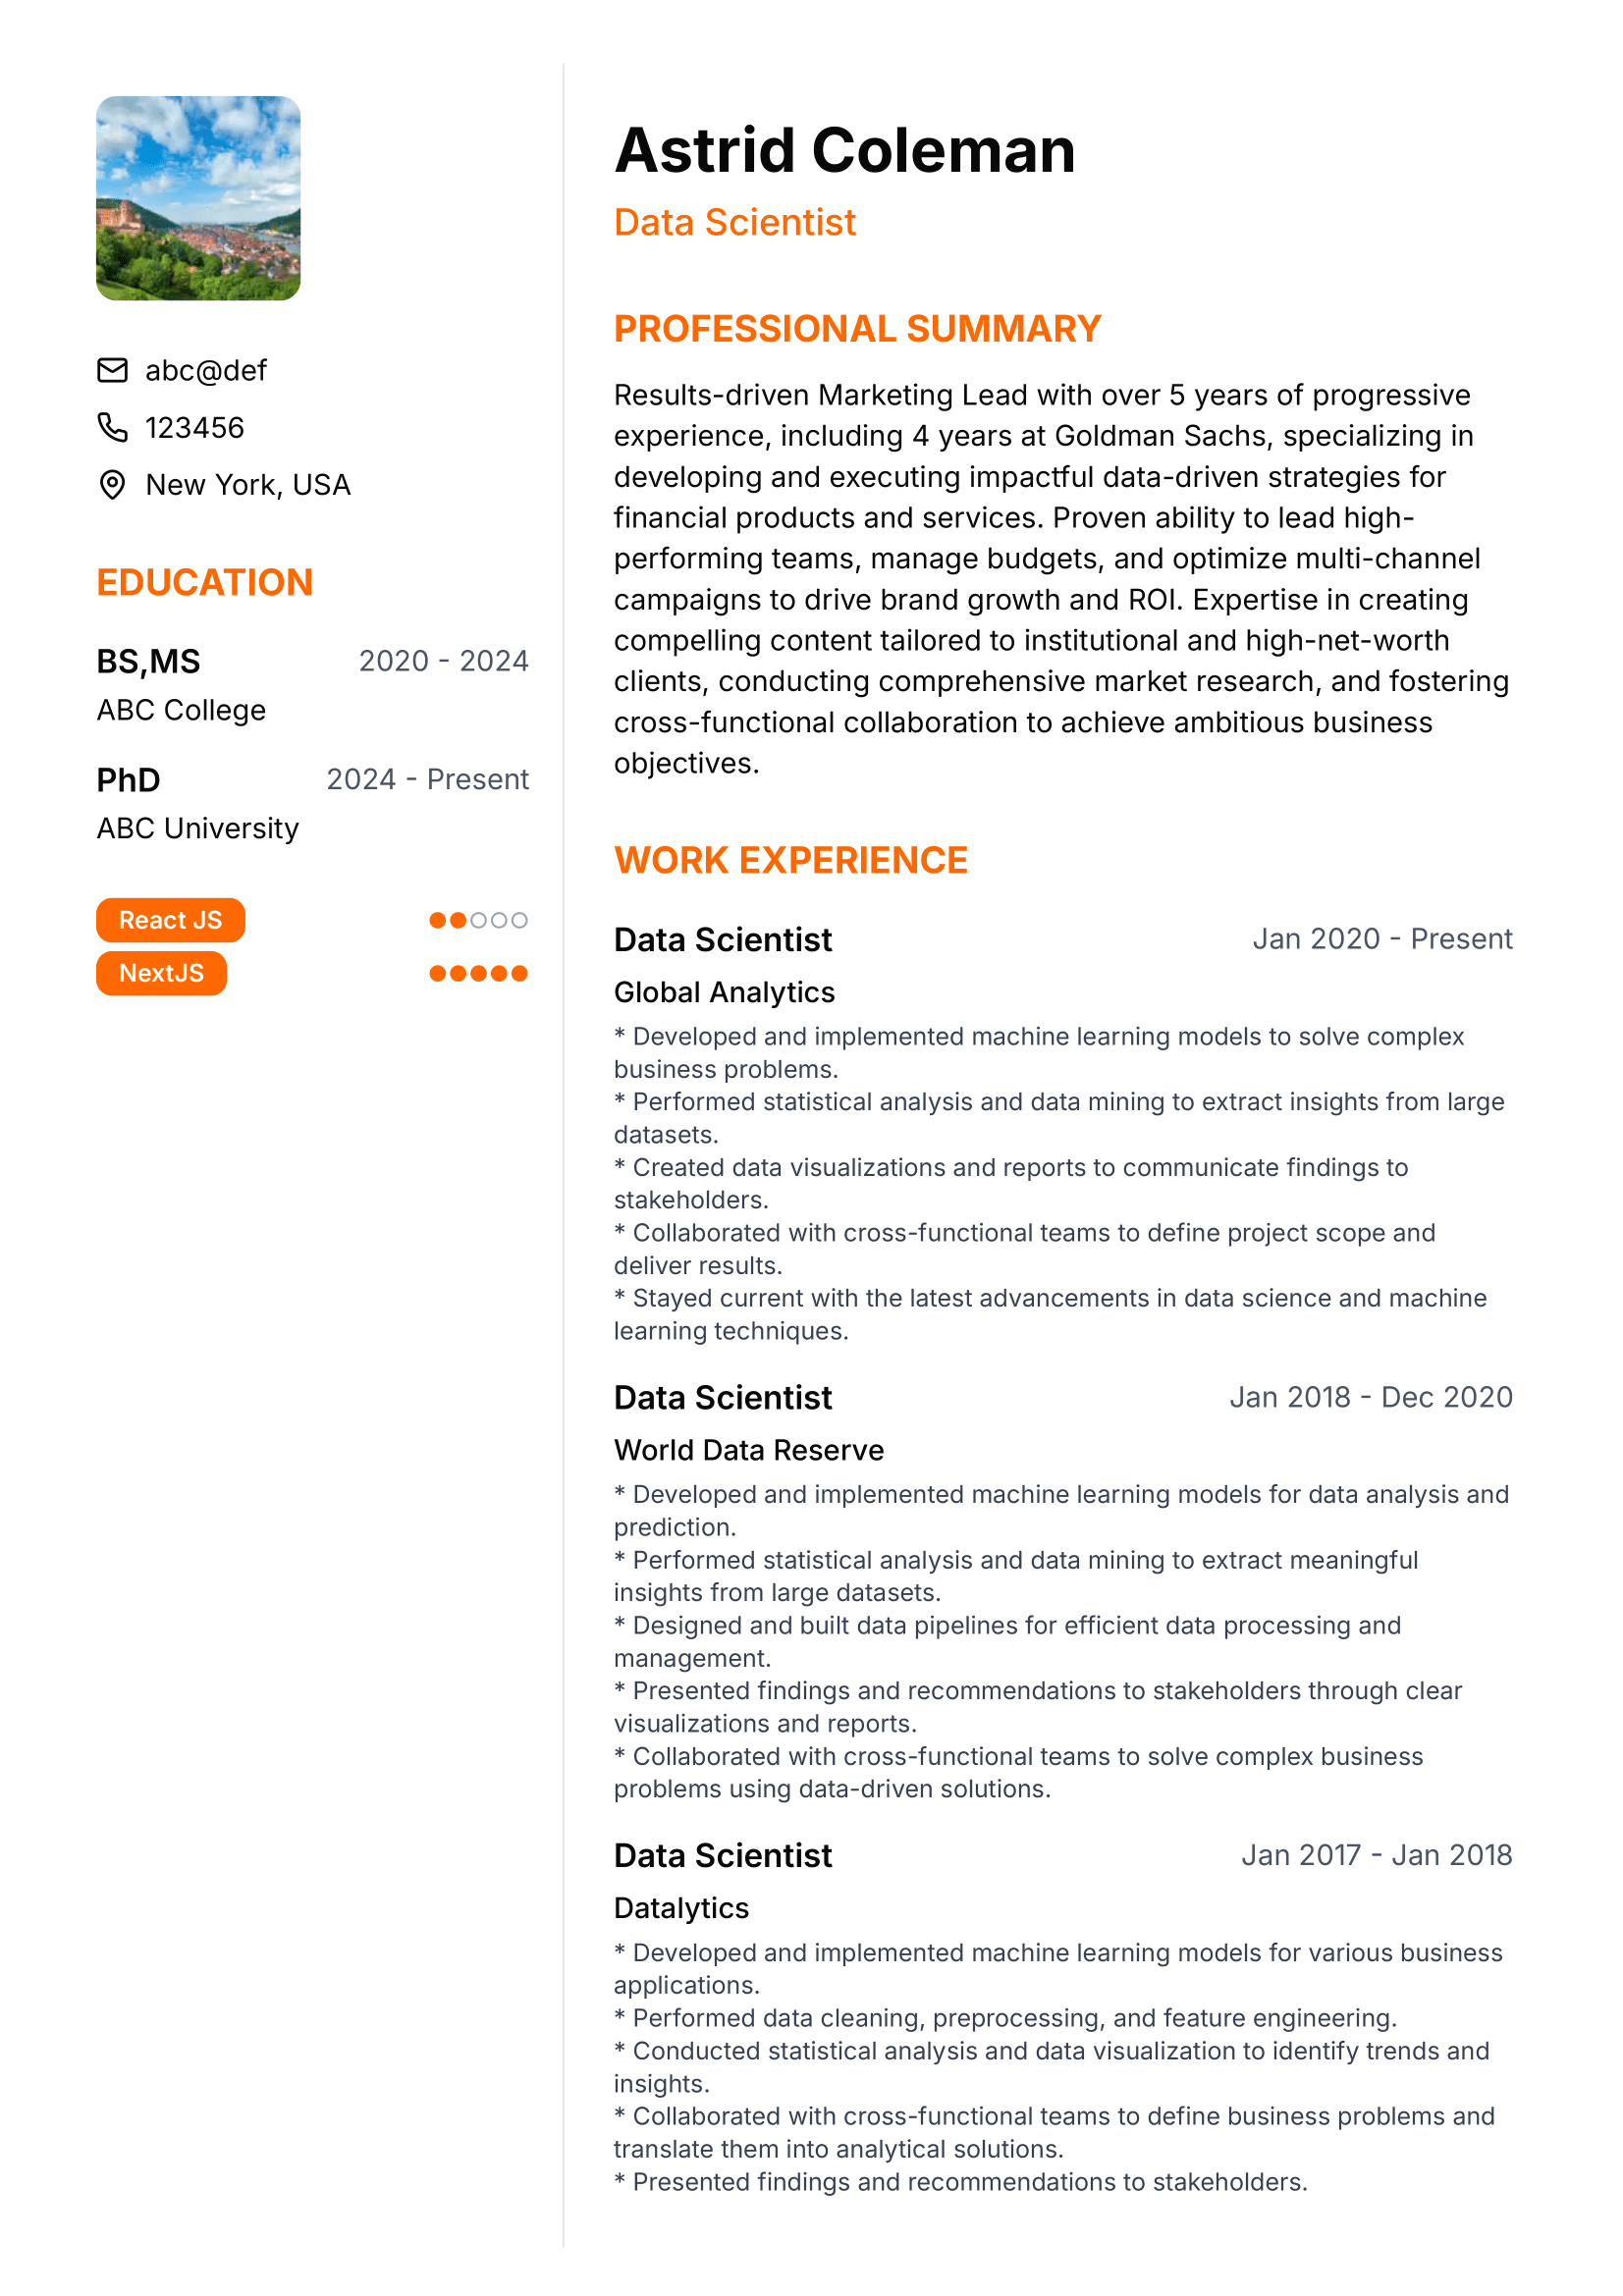 abc@def
123456
New York, USA
EDUCATION
BS,MS 2020 - 2024
ABC College
PhD 2024 - Present
ABC University
React JS
NextJS
Astrid Coleman
Data Scientist
PROFESSIONAL SUMMARY
Results-driven Marketing Lead with over 5 years of progressive
experience, including 4 years at Goldman Sachs, specializing in
developing and executing impactful data-driven strategies for
financial products and services. Proven ability to lead high-
performing teams, manage budgets, and optimize multi-channel
campaigns to drive brand growth and ROI. Expertise in creating
compelling content tailored to institutional and high-net-worth
clients, conducting comprehensive market research, and fostering
cross-functional collaboration to achieve ambitious business
objectives.
WORK EXPERIENCE
Data Scientist Jan 2020 - Present
Global Analytics
* Developed and implemented machine learning models to solve complex
business problems.
* Performed statistical analysis and data mining to extract insights from large
datasets.
* Created data visualizations and reports to communicate findings to
stakeholders.
* Collaborated with cross-functional teams to define project scope and
deliver results.
* Stayed current with the latest advancements in data science and machine
learning techniques.
Data Scientist Jan 2018 - Dec 2020
World Data Reserve
* Developed and implemented machine learning models for data analysis and
prediction.
* Performed statistical analysis and data mining to extract meaningful
insights from large datasets.
* Designed and built data pipelines for efficient data processing and
management.
* Presented findings and recommendations to stakeholders through clear
visualizations and reports.
* Collaborated with cross-functional teams to solve complex business
problems using data-driven solutions.
Data Scientist Jan 2017 - Jan 2018
Datalytics
* Developed and implemented machine learning models for various business
applications.
* Performed data cleaning, preprocessing, and feature engineering.
* Conducted statistical analysis and data visualization to identify trends and
insights.
* Collaborated with cross-functional teams to define business problems and
translate them into analytical solutions.
* Presented findings and recommendations to stakeholders.